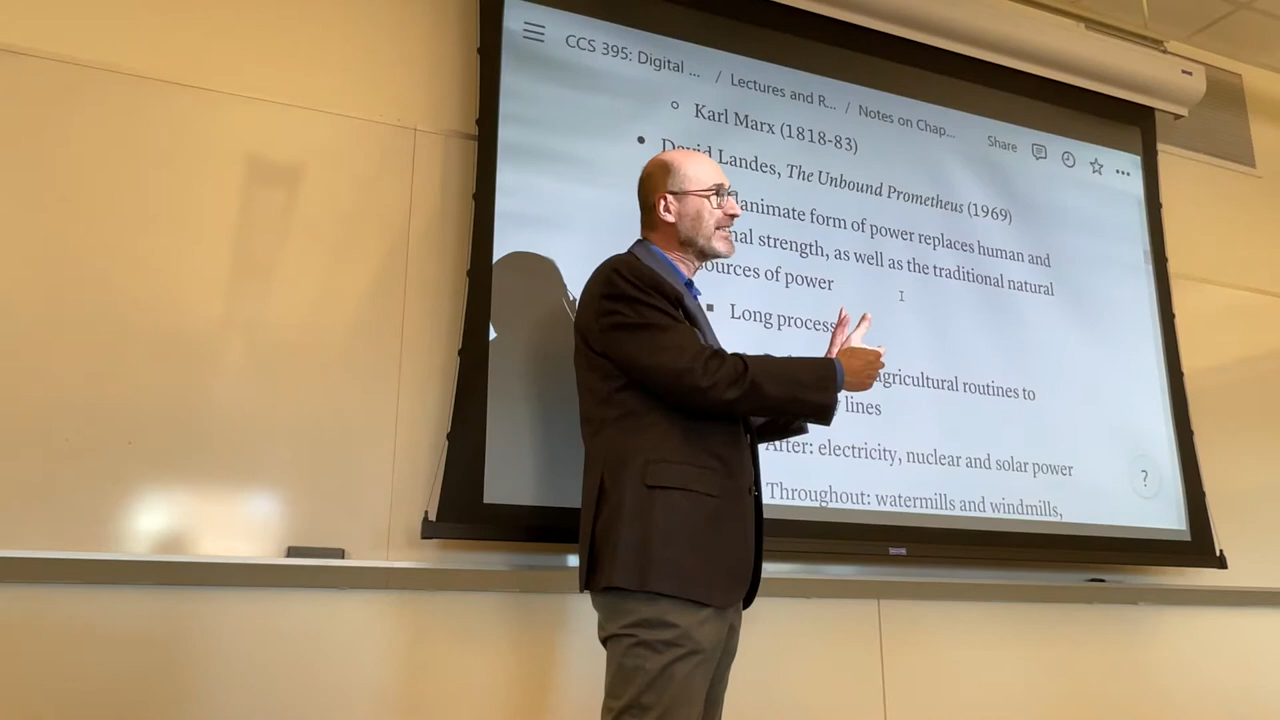 CCS 395: Digital ... / Lectures and R... / Notes on Chap...
Share
Karl Marx (1818-83)
David Landes, The Unbound Prometheus (1969)
animate form of power replaces human and
strength, as well as the traditional natural
sources of power
Long process
agricultural routines to
lines
After: electricity, nuclear and solar power
Throughout: watermills and windmills,
?